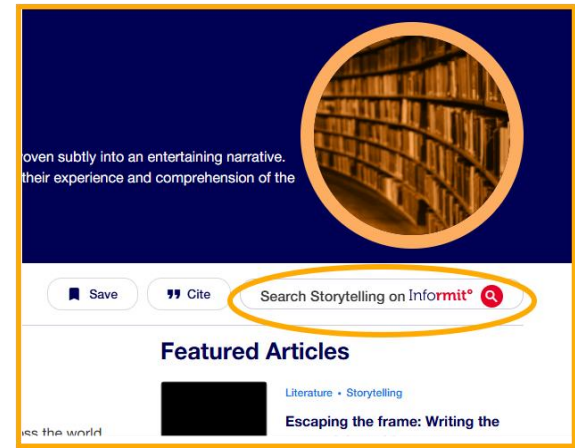 oven subtly into an entertaining narrative.
their experience and comprehension of the
Save
Cite
Search Storytelling on Informit°
Featured Articles
Literature • Storytelling
Escaping the frame: Writing the
ss the world